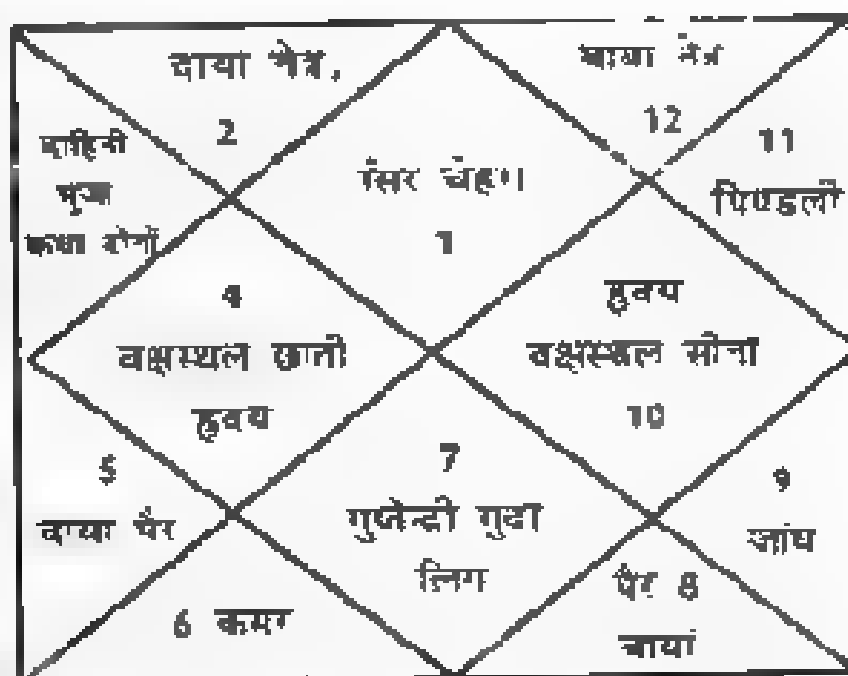 दाया नेत्र,
2
बाया नेत्र
12
11
पिण्डली
दाहिनी
भुजा
कंधा दोनों
सिर चेहरा
1
4
वक्षस्थल छाती
हृदय
हृदय
वक्षस्थल सीना
10
5
दाया पैर
7
गुप्तेन्द्री गुदा
लिंग
9
जांघ
6 कमर
पैर 8
बायां